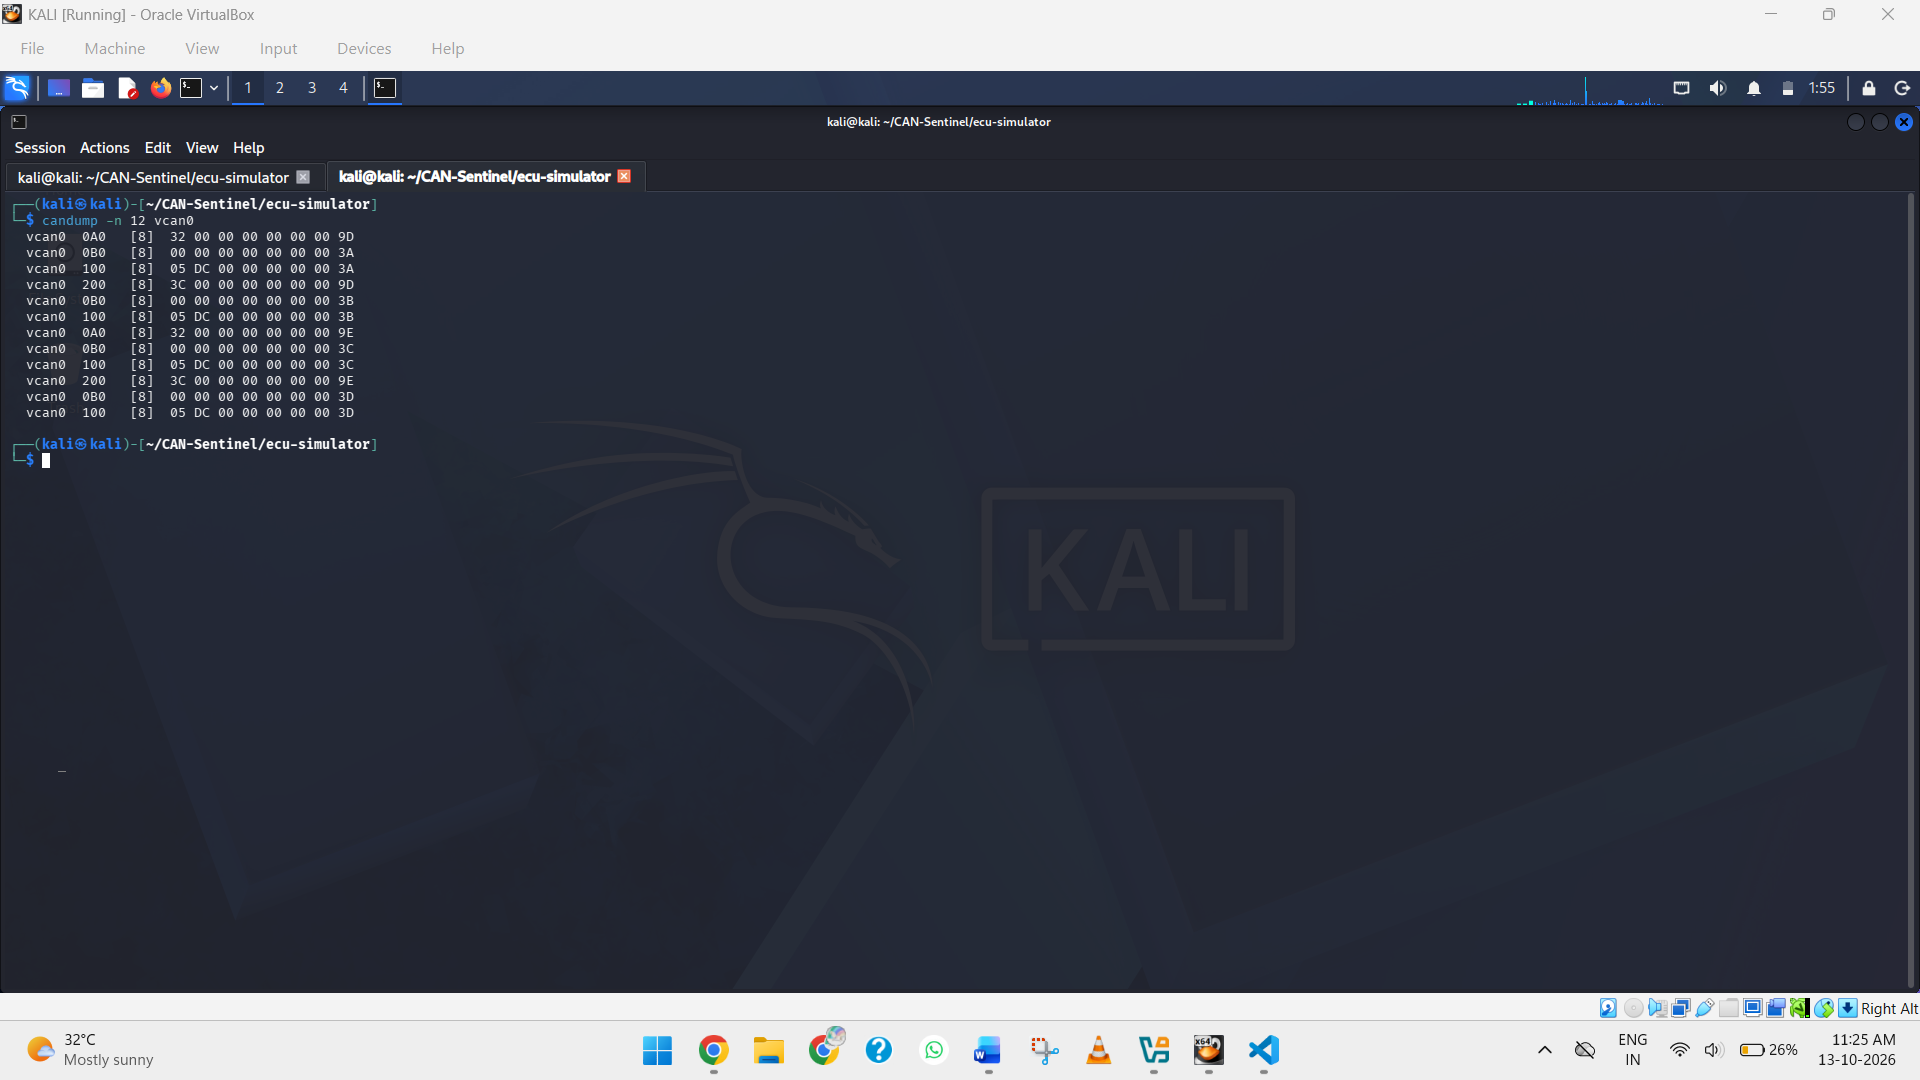 KALI [Running] - Oracle VirtualBox
File Machine View Input Devices Help
1 2 3 4 1:55
kali@kali: ~/CAN-Sentinel/ecu-simulator
Session Actions Edit View Help
kali@kali: ~/CAN-Sentinel/ecu-simulator kali@kali: ~/CAN-Sentinel/ecu-simulator
┌──(kali㉿kali)-[~/CAN-Sentinel/ecu-simulator]
└─$ candump -n 12 vcan0
vcan0 0A0 [8] 32 00 00 00 00 00 00 9D
vcan0 0B0 [8] 00 00 00 00 00 00 00 3A
vcan0 100 [8] 05 DC 00 00 00 00 00 3A
vcan0 200 [8] 3C 00 00 00 00 00 00 9D
vcan0 0B0 [8] 00 00 00 00 00 00 00 3B
vcan0 100 [8] 05 DC 00 00 00 00 00 3B
vcan0 0A0 [8] 32 00 00 00 00 00 00 9E
vcan0 0B0 [8] 00 00 00 00 00 00 00 3C
vcan0 100 [8] 05 DC 00 00 00 00 00 3C
vcan0 200 [8] 3C 00 00 00 00 00 00 9E
vcan0 0B0 [8] 00 00 00 00 00 00 00 3D
vcan0 100 [8] 05 DC 00 00 00 00 00 3D
┌──(kali㉿kali)-[~/CAN-Sentinel/ecu-simulator]
└─$
KALI
Right Alt
32°C
Mostly sunny
ENG
IN
26%
11:25 AM
13-10-2026